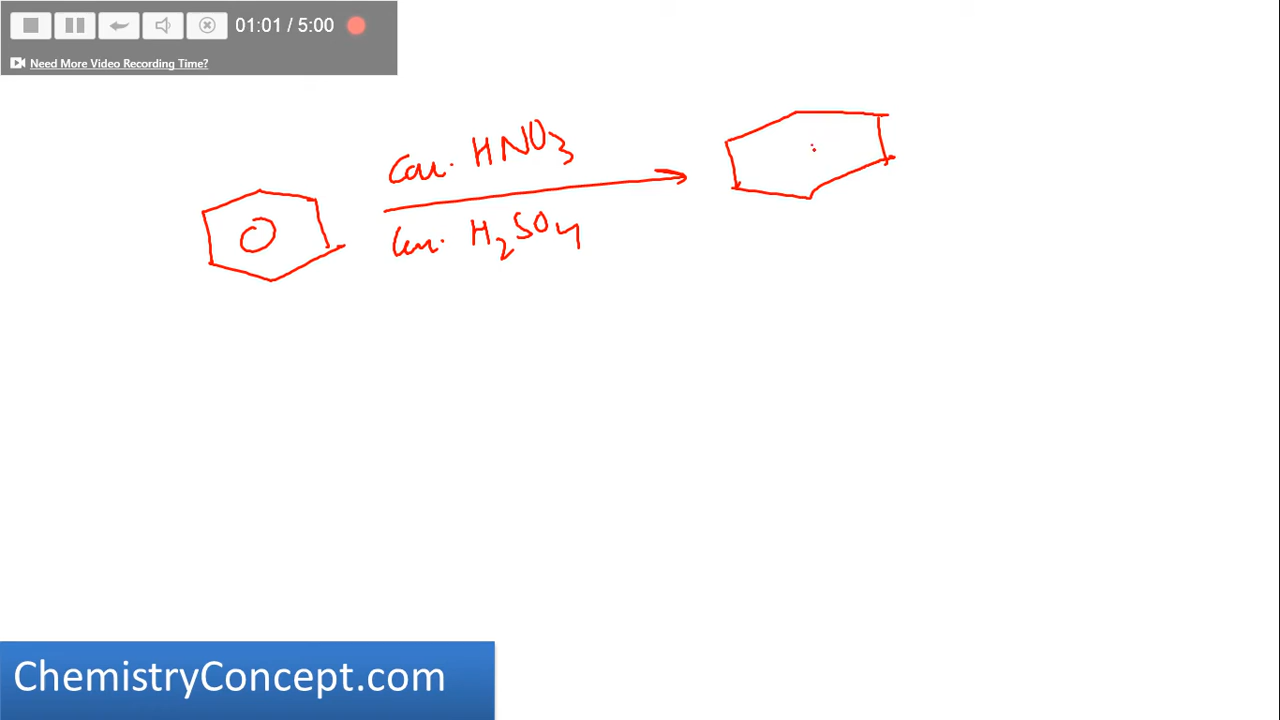 01:01 / 5:00
Need More Video Recording Time?
Con. HNO3
Con. H2SO4
ChemistryConcept.com